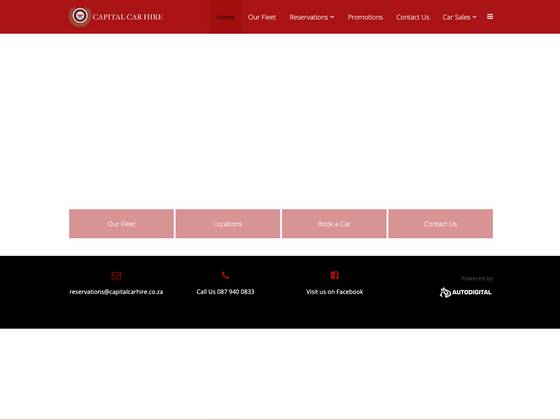 CAPITAL CAR HIRE
Home Our Fleet Reservations Promotions Contact Us Car Sales
Our Fleet Locations Book a Car Contact Us
reservations@capitalcarhire.co.za Call Us 087 940 0833 Visit us on Facebook
Powered by
AUTODIGITAL